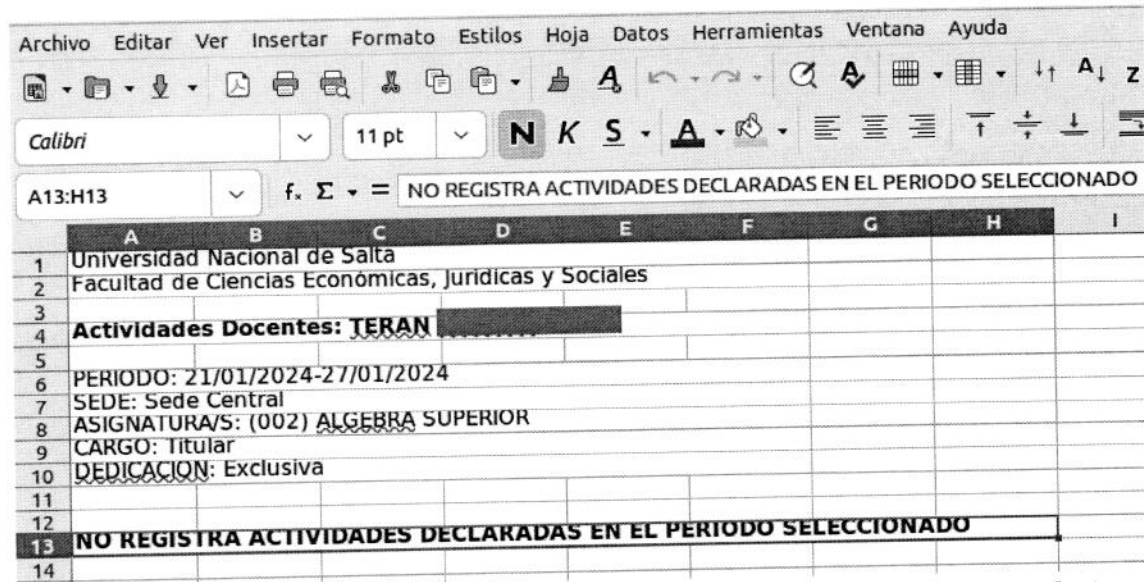 Archivo Editar Ver Insertar Formato Estilos Hoja Datos Herramientas Ventana Ayuda
Calibri 11 pt N K S A
A13:H13 fx Σ = NO REGISTRA ACTIVIDADES DECLARADAS EN EL PERIODO SELECCIONADO
A B C D E F G H I
1 Universidad Nacional de Salta
2 Facultad de Ciencias Económicas, Jurídicas y Sociales
3
4 Actividades Docentes: TERAN
5
6 PERIODO: 21/01/2024-27/01/2024
7 SEDE: Sede Central
8 ASIGNATURA/S: (002) ALGEBRA SUPERIOR
9 CARGO: Titular
10 DEDICACION: Exclusiva
11
12
13 NO REGISTRA ACTIVIDADES DECLARADAS EN EL PERIODO SELECCIONADO
14